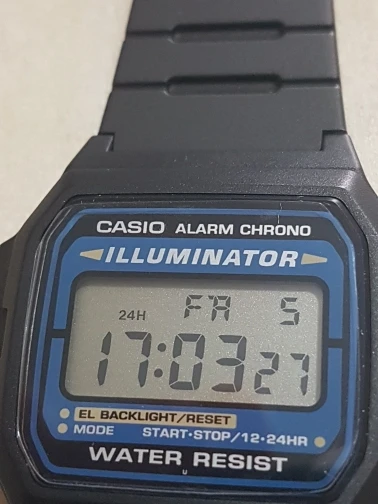 CASIO ALARM CHRONO
ILLUMINATOR
24H FR 5
17:03 27
EL BACKLIGHT/RESET
MODE START·STOP/12·24HR
WATER RESIST
U